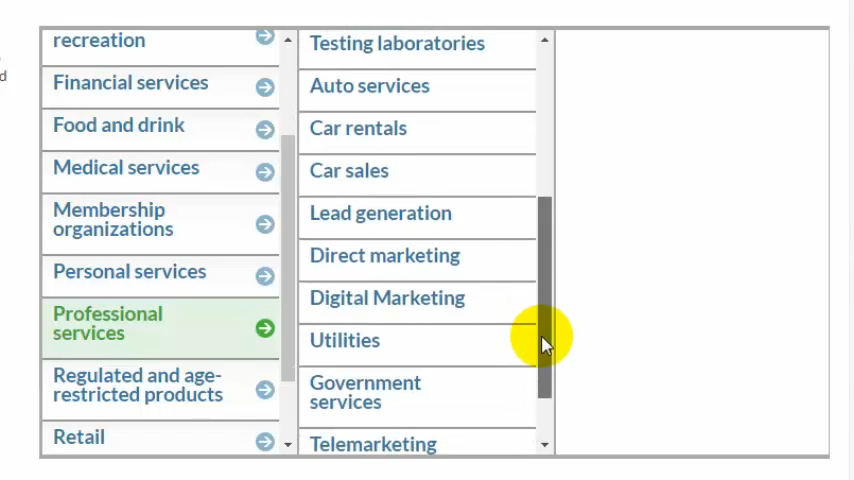 recreation
Financial services
Food and drink
Medical services
Membership
organizations
Personal services
Professional
services
Regulated and age-
restricted products
Retail
Testing laboratories
Auto services
Car rentals
Car sales
Lead generation
Direct marketing
Digital Marketing
Utilities
Government
services
Telemarketing